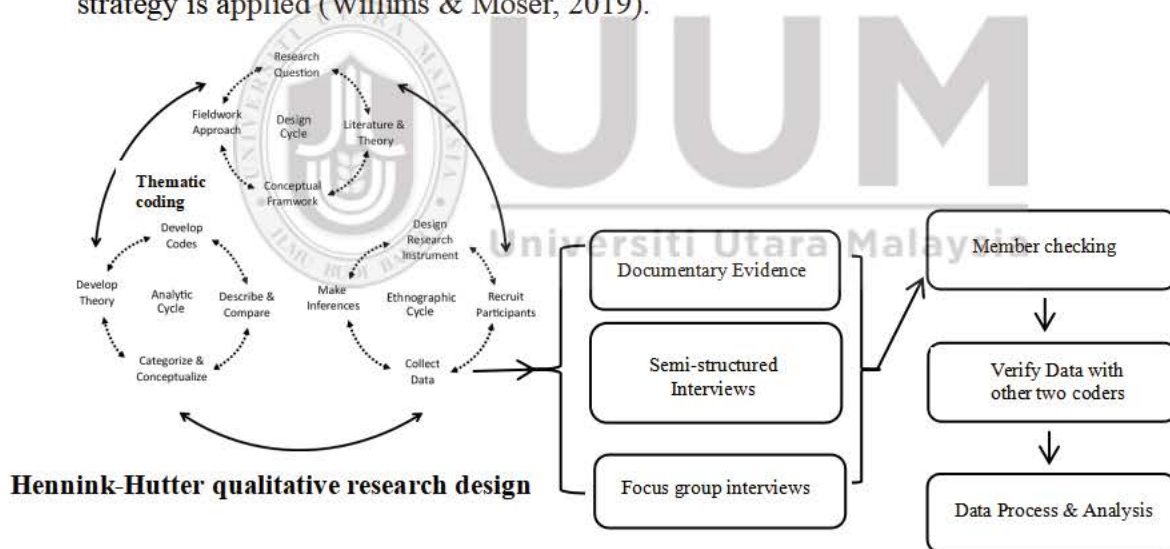 strategy is applied (Willims & Moser, 2019).
Research
Question
Fieldwork
Approach
Design
Cycle
Literature &
Theory
Conceptual
Framwork
Thematic
coding
Develop
Codes
Develop
Theory
Analytic
Cycle
Describe &
Compare
Categorize &
Conceptualize
Design
Research
Instrument
Make
Inferences
Ethnographic
Cycle
Recruit
Participants
Collect
Data
Hennink-Hutter qualitative research design
Documentary Evidence
Semi-structured
Interviews
Focus group interviews
Member checking
Verify Data with
other two coders
Data Process & Analysis
UUM
Universiti Utara Malaysia
UNIVERSITI UTARA MALAYSIA